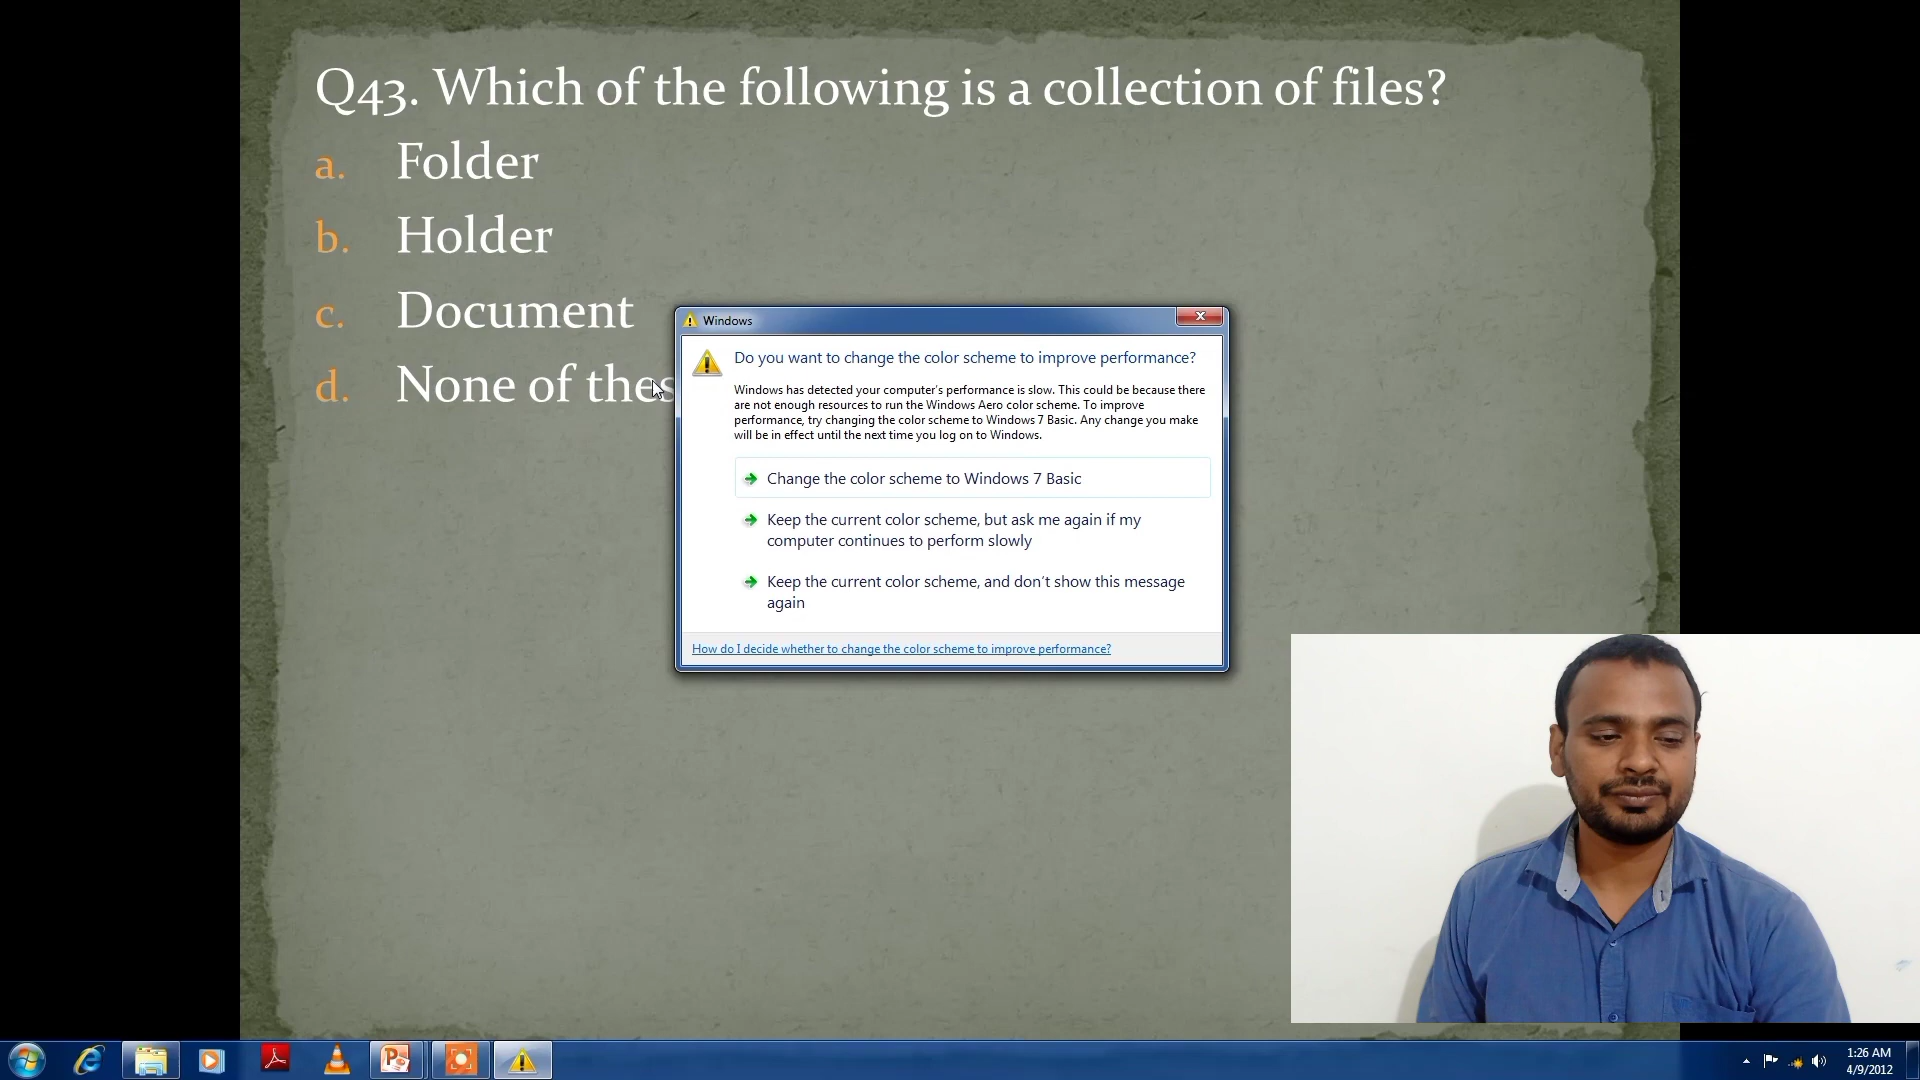 Q43. Which of the following is a collection of files?
a. Folder
b. Holder
c. Document
d. None of thes
Windows
Do you want to change the color scheme to improve performance?
Windows has detected your computer's performance is slow. This could be because there
are not enough resources to run the Windows Aero color scheme. To improve
performance, try changing the color scheme to Windows 7 Basic. Any change you make
will be in effect until the next time you log on to Windows.
Change the color scheme to Windows 7 Basic
Keep the current color scheme, but ask me again if my
computer continues to perform slowly
Keep the current color scheme, and don't show this message
again
How do I decide whether to change the color scheme to improve performance?
1:26 AM
4/9/2012